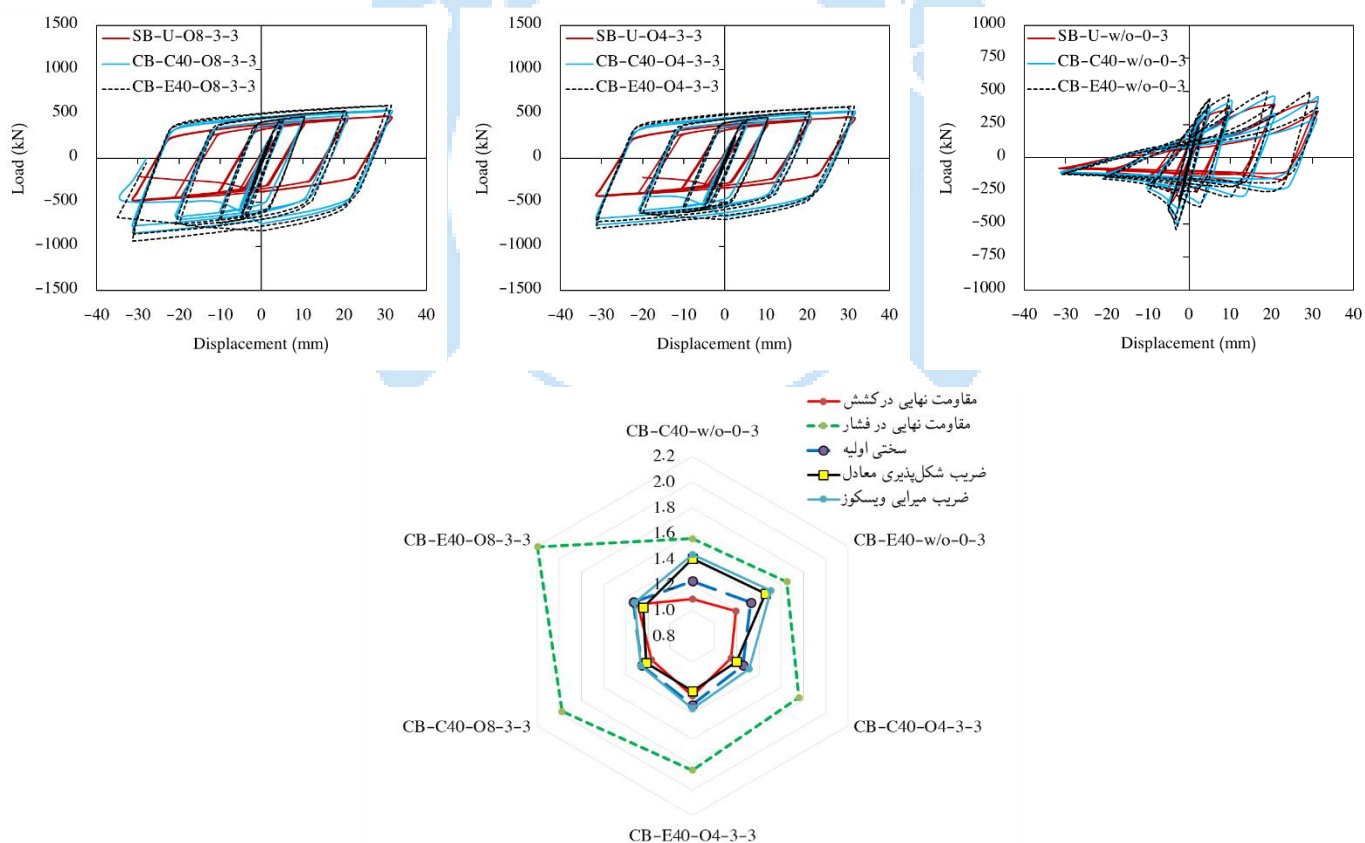 SB-U-O8-3-3
CB-C40-O8-3-3
CB-E40-O8-3-3
1500
1000
500
0
-500
-1000
-1500
Load (kN)
-40 -30 -20 -10 0 10 20 30 40
Displacement (mm)
SB-U-O4-3-3
CB-C40-O4-3-3
CB-E40-O4-3-3
1500
1000
500
0
-500
-1000
-1500
Load (kN)
-40 -30 -20 -10 0 10 20 30 40
Displacement (mm)
SB-U-w/o-0-3
CB-C40-w/o-0-3
CB-E40-w/o-0-3
1000
750
500
250
0
-250
-500
-750
-1000
Load (kN)
-40 -30 -20 -10 0 10 20 30 40
Displacement (mm)
مقاومت نهایی در کشش
مقاومت نهایی در فشار
سختی اولیه
ضریب شکل‌پذیری معادل
ضریب میرایی ویسکوز
CB-C40-w/o-0-3
2.2
2.0
1.8
1.6
1.4
1.2
1.0
0.8
CB-E40-w/o-0-3
CB-C40-O4-3-3
CB-E40-O4-3-3
CB-C40-O8-3-3
CB-E40-O8-3-3